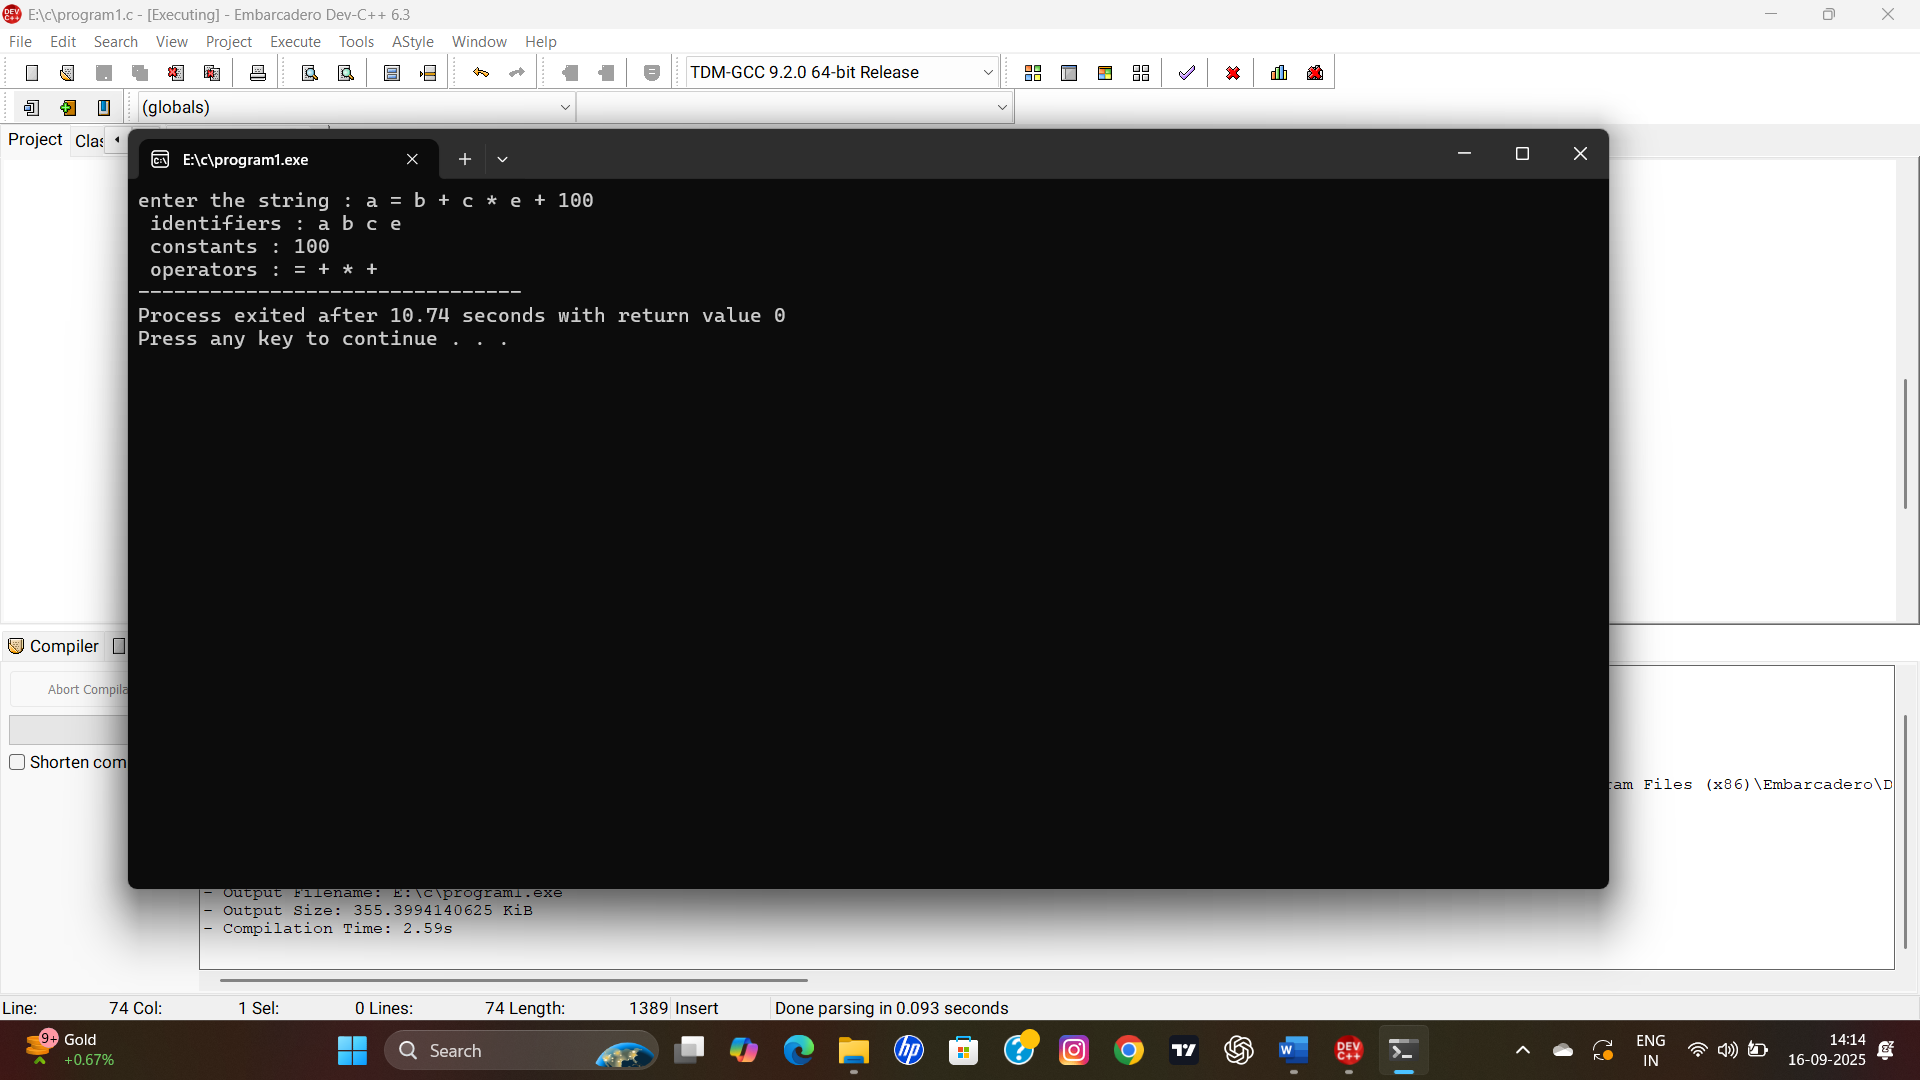 E:\c\program1.c - [Executing] - Embarcadero Dev-C++ 6.3
File Edit Search View Project Execute Tools AStyle Window Help
TDM-GCC 9.2.0 64-bit Release
(globals)
Project Clas
E:\c\program1.exe
enter the string : a = b + c * e + 100
identifiers : a b c e
constants : 100
operators : = + * +
--------------------------------
Process exited after 10.74 seconds with return value 0
Press any key to continue . . .
Compiler
Abort Compila
Shorten com
ram Files (x86)\Embarcadero\D
- Output Filename: E:\c\program1.exe
- Output Size: 355.3994140625 KiB
- Compilation Time: 2.59s
Line: 74 Col: 1 Sel: 0 Lines: 74 Length: 1389 Insert Done parsing in 0.093 seconds
9+ Gold
+0.67%
Search
ENG
IN
14:14
16-09-2025